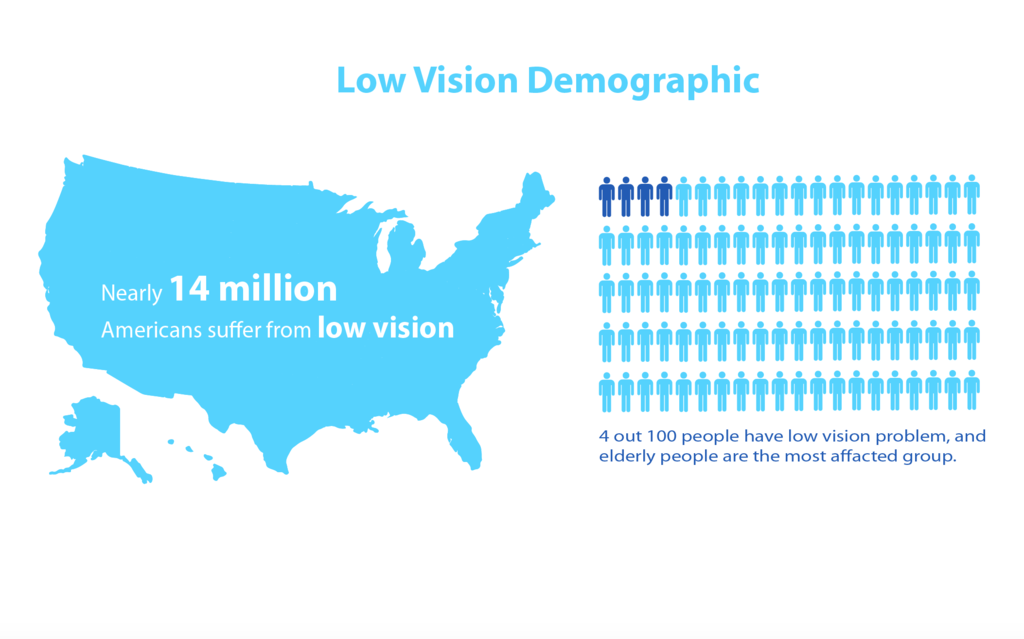 Low Vision Demographic
Nearly 14 million
Americans suffer from low vision
4 out 100 people have low vision problem, and
elderly people are the most affacted group.